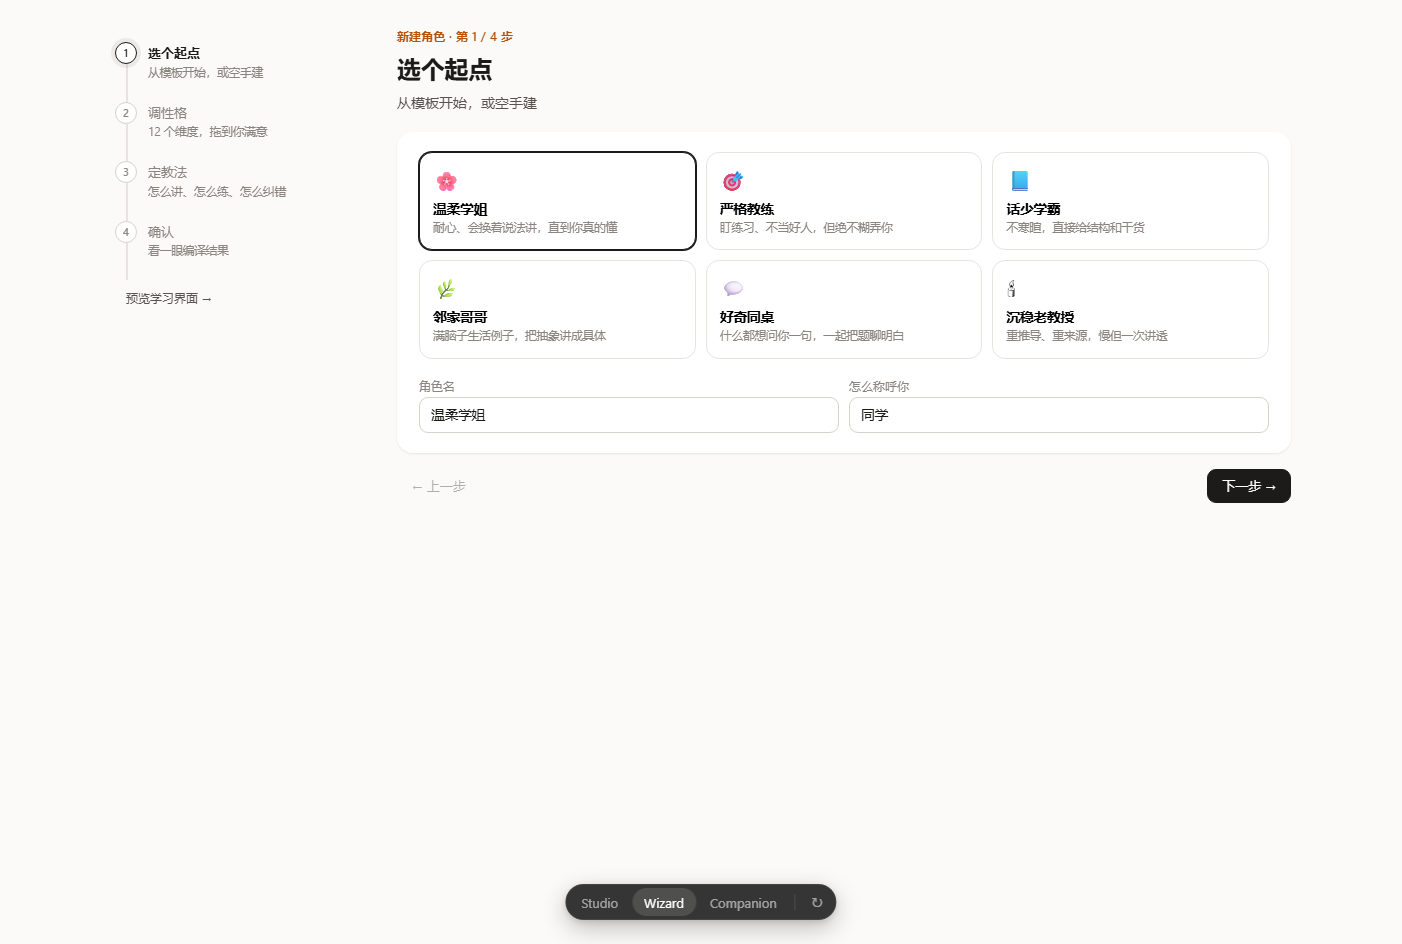 1
选个起点
从模板开始，或空手建
2
调性格
12 个维度，拖到你满意
3
定教法
怎么讲、怎么练、怎么纠错
4
确认
看一眼编译结果
预览学习界面 →
新建角色 · 第 1 / 4 步
选个起点
从模板开始，或空手建
温柔学姐
耐心、会换着说法讲，直到你真的懂
严格教练
盯练习、不当好人，但绝不糊弄你
话少学霸
不寒暄，直接给结构和干货
邻家哥哥
满脑子生活例子，把抽象讲成具体
好奇同桌
什么都想问你一句，一起把题聊明白
沉稳老教授
重推导、重来源，慢但一次讲透
角色名
温柔学姐
怎么称呼你
同学
← 上一步
下一步 →
Studio
Wizard
Companion
↻